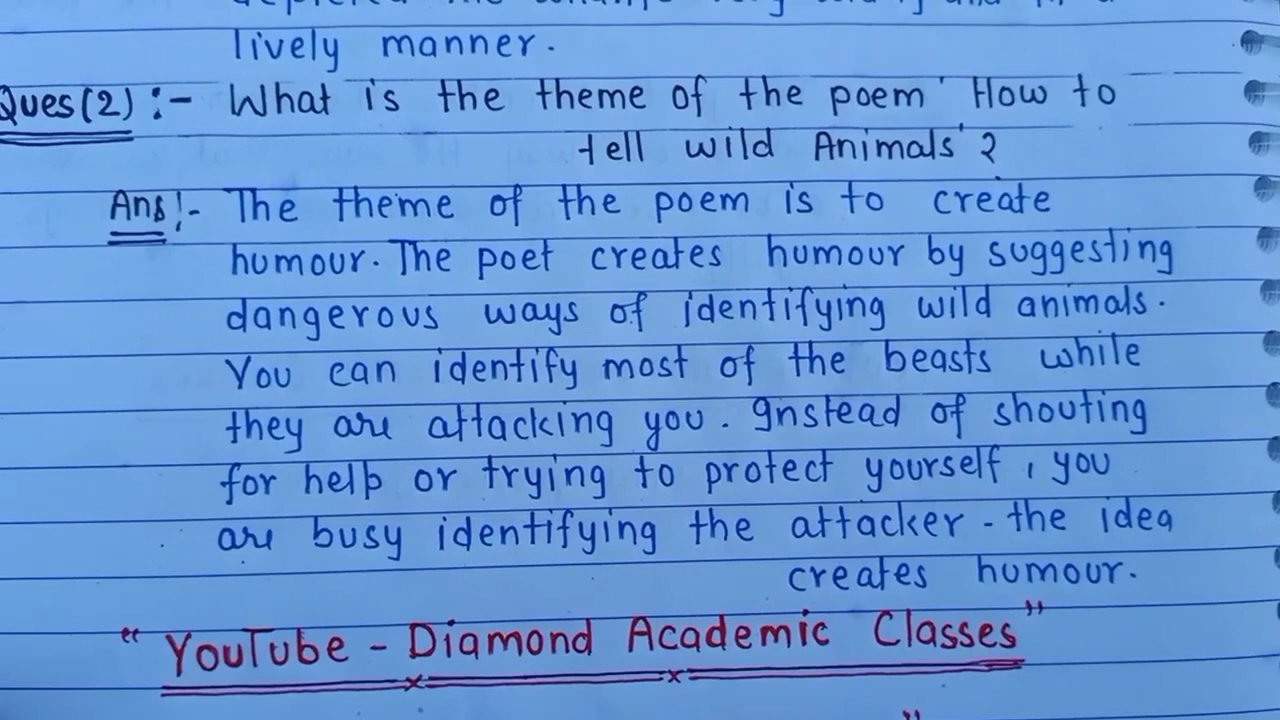 lively manner.
Ques(2) :- What is the theme of the poem ' How to
tell wild Animals' ?
Ans!- The theme of the poem is to create
humour. The poet creates humour by suggesting
dangerous ways of identifying wild animals.
You can identify most of the beasts while
they are attacking you. Instead of shouting
for help or trying to protect yourself, you
are busy identifying the attacker - the idea
creates humour.
“ YouTube - Diamond Academic Classes ”